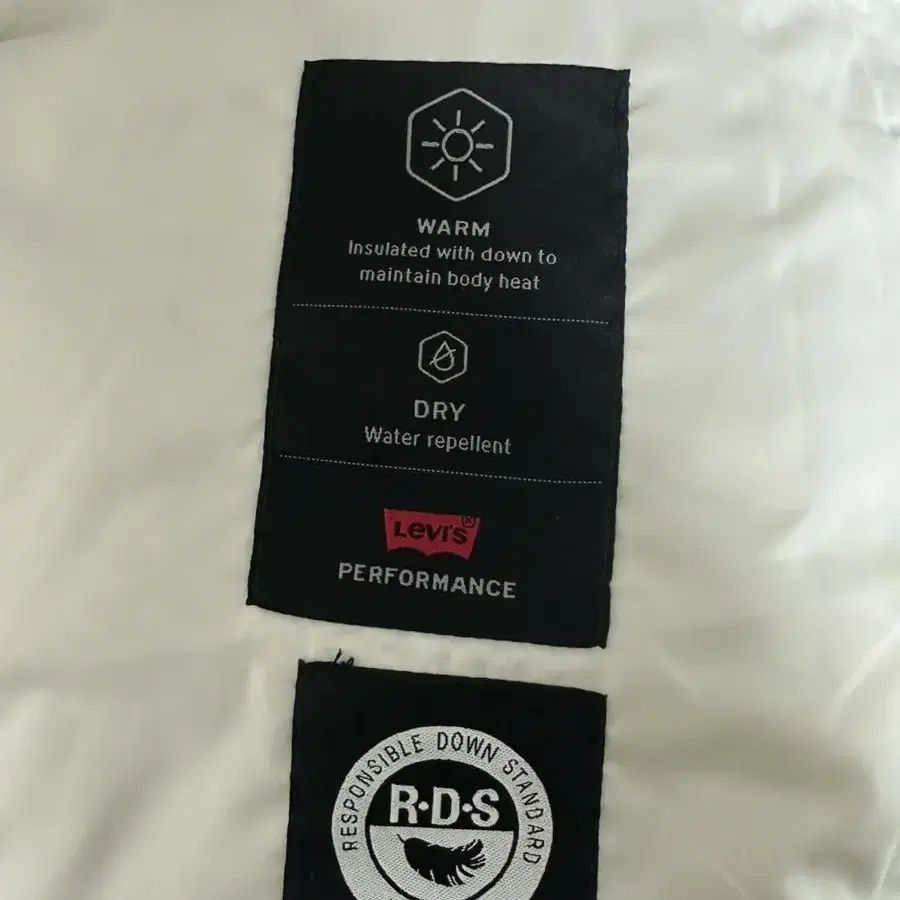 WARM
Insulated with down to
maintain body heat
DRY
Water repellent
Levi's®
PERFORMANCE
RESPONSIBLE DOWN STANDARD
R·D·S